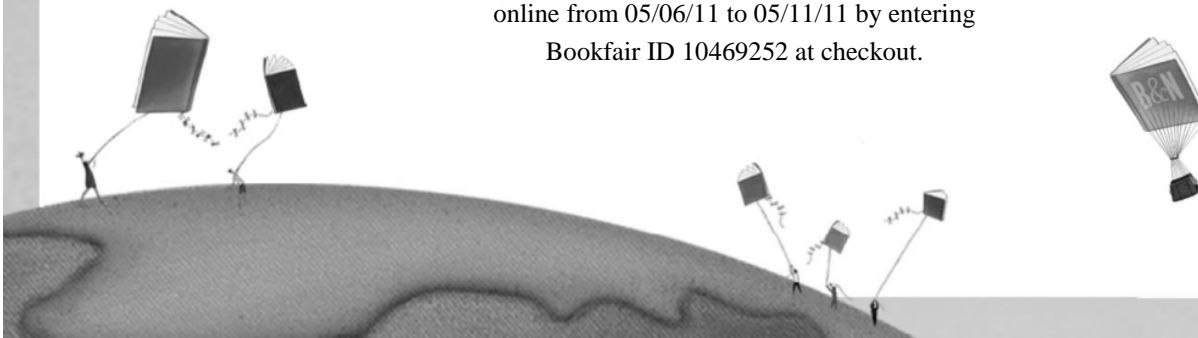 online from 05/06/11 to 05/11/11 by entering
Bookfair ID 10469252 at checkout.
B&N